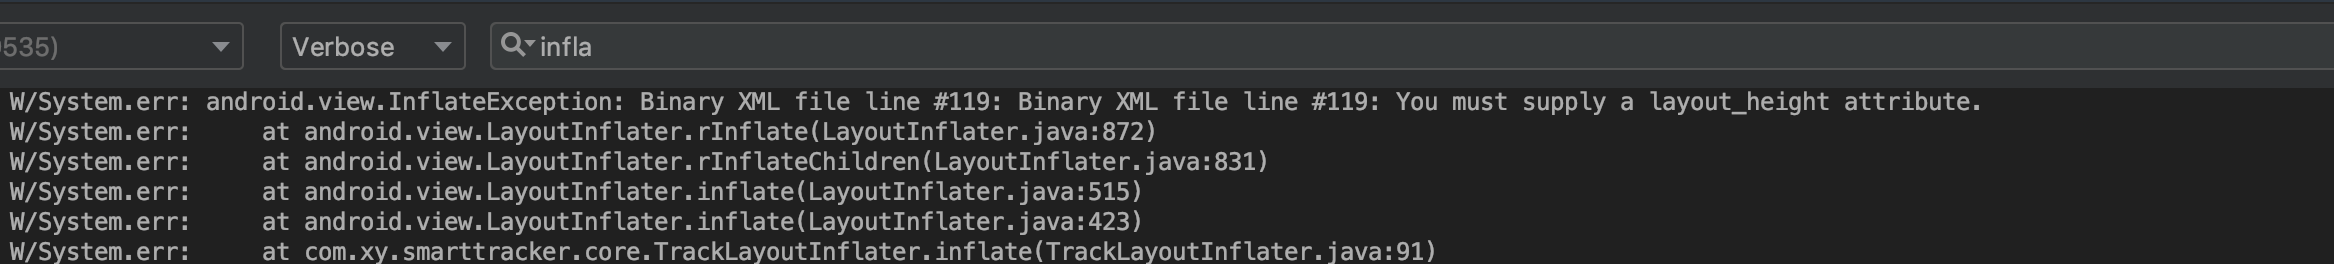 535) Verbose infla
W/System.err: android.view.InflateException: Binary XML file line #119: Binary XML file line #119: You must supply a layout_height attribute.
W/System.err:     at android.view.LayoutInflater.rInflate(LayoutInflater.java:872)
W/System.err:     at android.view.LayoutInflater.rInflateChildren(LayoutInflater.java:831)
W/System.err:     at android.view.LayoutInflater.inflate(LayoutInflater.java:515)
W/System.err:     at android.view.LayoutInflater.inflate(LayoutInflater.java:423)
W/System.err:     at com.xy.smarttracker.core.TrackLayoutInflater.inflate(TrackLayoutInflater.java:91)